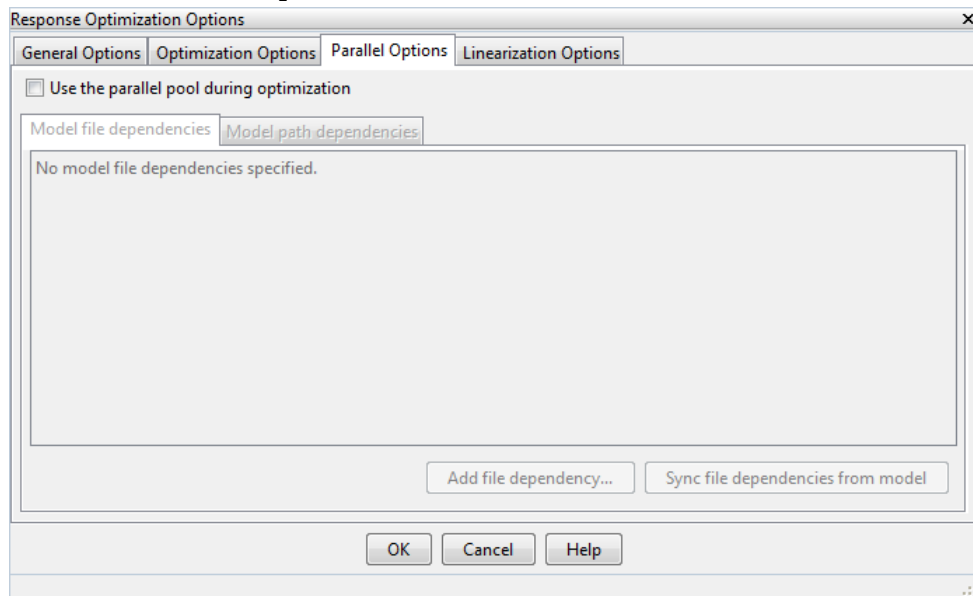 Response Optimization Options
General Options Optimization Options Parallel Options Linearization Options
Use the parallel pool during optimization
Model file dependencies Model path dependencies
No model file dependencies specified.
Add file dependency... Sync file dependencies from model
OK Cancel Help